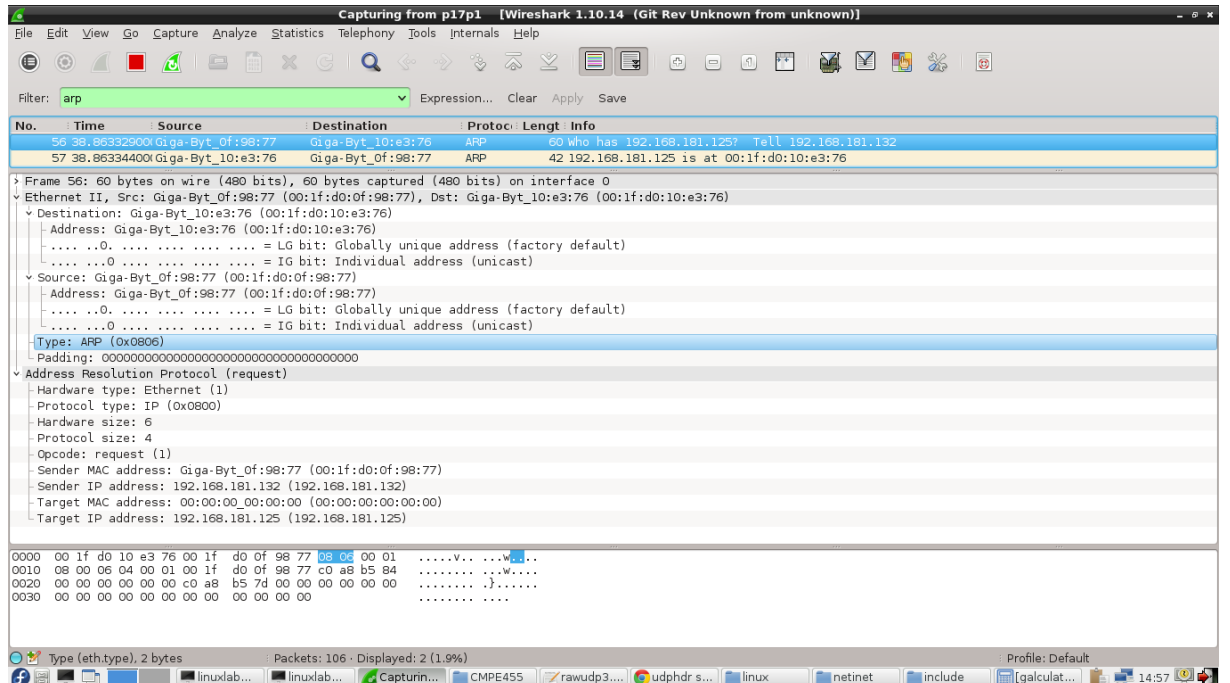 Capturing from p17p1 [Wireshark 1.10.14 (Git Rev Unknown from unknown)]
File Edit View Go Capture Analyze Statistics Telephony Tools Internals Help
Filter: arp Expression... Clear Apply Save
No. Time Source Destination Protoc Lengt Info
56 38.86332900( Giga-Byt_0f:98:77 Giga-Byt_10:e3:76 ARP 60 Who has 192.168.181.125? Tell 192.168.181.132
57 38.86334400( Giga-Byt_10:e3:76 Giga-Byt_0f:98:77 ARP 42 192.168.181.125 is at 00:1f:d0:10:e3:76
Frame 56: 60 bytes on wire (480 bits), 60 bytes captured (480 bits) on interface 0
Ethernet II, Src: Giga-Byt_0f:98:77 (00:1f:d0:0f:98:77), Dst: Giga-Byt_10:e3:76 (00:1f:d0:10:e3:76)
Destination: Giga-Byt_10:e3:76 (00:1f:d0:10:e3:76)
Address: Giga-Byt_10:e3:76 (00:1f:d0:10:e3:76)
.... ..0. .... .... .... .... = LG bit: Globally unique address (factory default)
.... ...0 .... .... .... .... = IG bit: Individual address (unicast)
Source: Giga-Byt_0f:98:77 (00:1f:d0:0f:98:77)
Address: Giga-Byt_0f:98:77 (00:1f:d0:0f:98:77)
.... ..0. .... .... .... .... = LG bit: Globally unique address (factory default)
.... ...0 .... .... .... .... = IG bit: Individual address (unicast)
Type: ARP (0x0806)
Padding: 000000000000000000000000000000000000
Address Resolution Protocol (request)
Hardware type: Ethernet (1)
Protocol type: IP (0x0800)
Hardware size: 6
Protocol size: 4
Opcode: request (1)
Sender MAC address: Giga-Byt_0f:98:77 (00:1f:d0:0f:98:77)
Sender IP address: 192.168.181.132 (192.168.181.132)
Target MAC address: 00:00:00_00:00:00 (00:00:00:00:00:00)
Target IP address: 192.168.181.125 (192.168.181.125)
0000 00 1f d0 10 e3 76 00 1f d0 0f 98 77 08 06 00 01 .....v.. ...w....
0010 08 00 06 04 00 01 00 1f d0 0f 98 77 c0 a8 b5 84 ........ ...w....
0020 00 00 00 00 00 00 c0 a8 b5 7d 00 00 00 00 00 00 ........ .}......
0030 00 00 00 00 00 00 00 00 00 00 00 00 ........ ....
Type (eth.type), 2 bytes Packets: 106 · Displayed: 2 (1.9%) Profile: Default
linuxlab... linuxlab... Capturin... CMPE455 rawudp3.... udphdr s... linux netinet include [galculat... 14:57